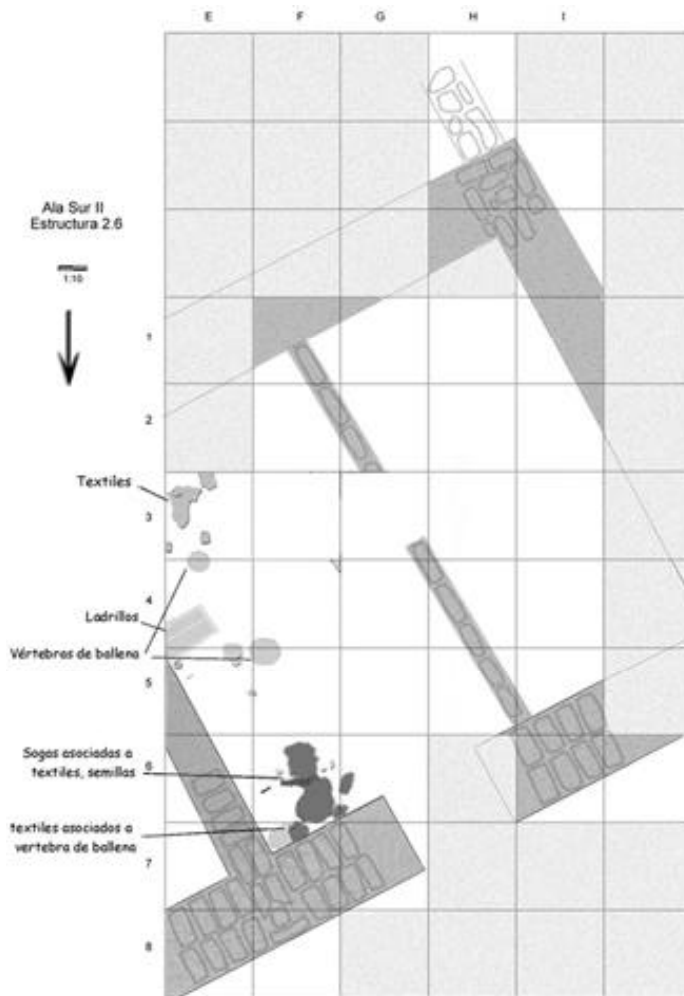 E F G H I
Ala Sur II
Estructura 2.6
1:10
1
2
Textiles
3
4
Ladrillos
Vértebras de ballena
5
Sogas asociadas a
textiles, semillas
6
textiles asociados a
vertebra de ballena
7
8